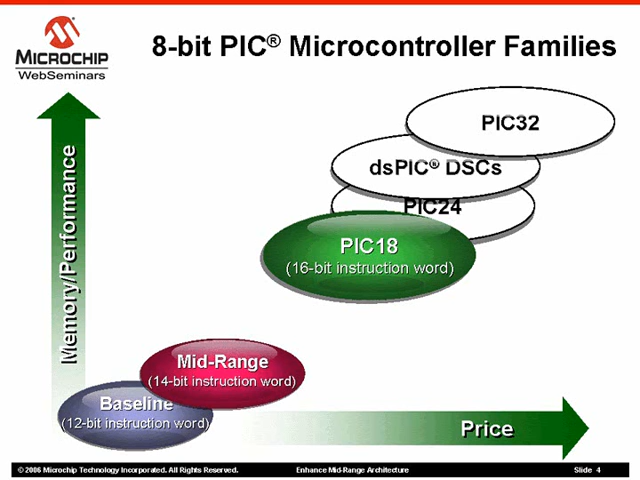 MICROCHIP
WebSeminars
8-bit PIC® Microcontroller Families
Memory/Performance
PIC32
dsPIC® DSCs
PIC24
PIC18
(16-bit instruction word)
Mid-Range
(14-bit instruction word)
Baseline
(12-bit instruction word)
Price
© 2006 Microchip Technology Incorporated. All Rights Reserved.
Enhance Mid-Range Architecture
Slide 4